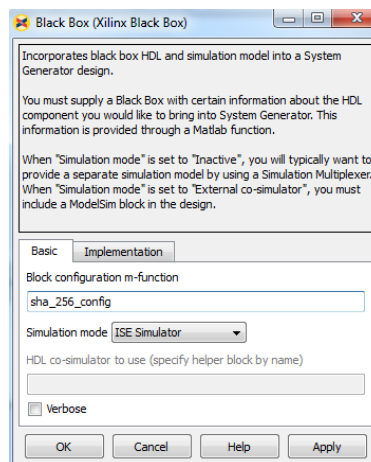 Black Box (Xilinx Black Box)
Incorporates black box HDL and simulation model into a System
Generator design.
You must supply a Black Box with certain information about the HDL
component you would like to bring into System Generator. This
information is provided through a Matlab function.
When "Simulation mode" is set to "Inactive", you will typically want to
provide a separate simulation model by using a Simulation Multiplexer.
When "Simulation mode" is set to "External co-simulator", you must
include a ModelSim block in the design.
Basic Implementation
Block configuration m-function
sha_256_config
Simulation mode ISE Simulator
HDL co-simulator to use (specify helper block by name)
Verbose
OK Cancel Help Apply